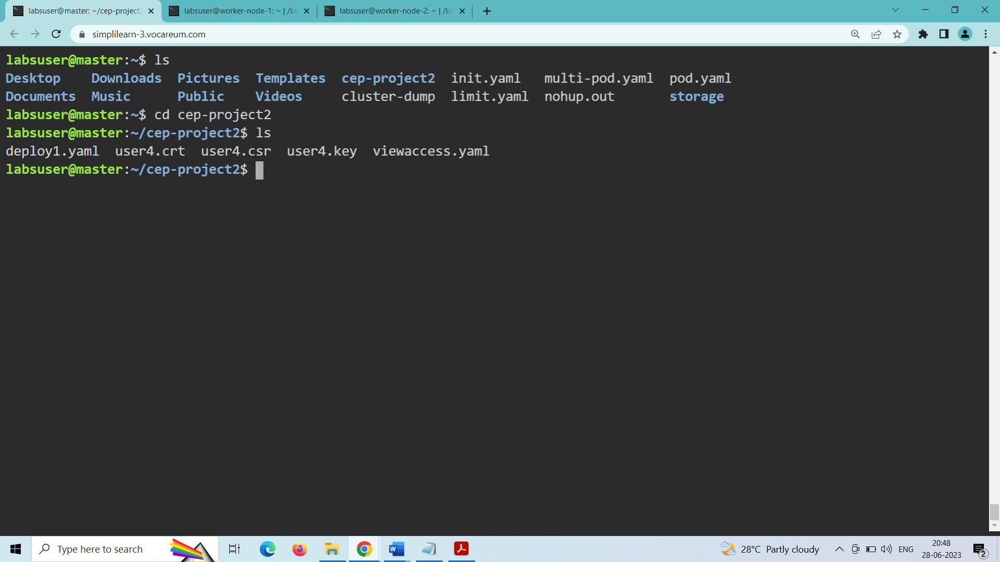 labsuser@master: ~/cep-project2
labsuser@worker-node-1: ~ | /bi
labsuser@worker-node-2: ~ | /bi
simplilearn-3.vocareum.com
labsuser@master:~$ ls
Desktop Downloads Pictures Templates cep-project2 init.yaml multi-pod.yaml pod.yaml
Documents Music Public Videos cluster-dump limit.yaml nohup.out storage
labsuser@master:~$ cd cep-project2
labsuser@master:~/cep-project2$ ls
deploy1.yaml user4.crt user4.csr user4.key viewaccess.yaml
labsuser@master:~/cep-project2$
Type here to search
28°C Partly cloudy
ENG
20:48
28-06-2023
2